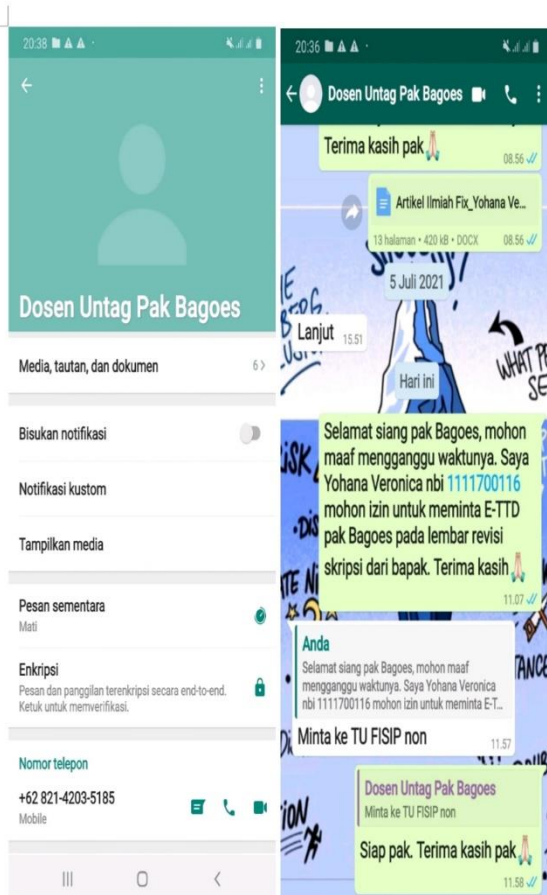 20:38
Dosen Untag Pak Bagoes
Media, tautan, dan dokumen 6 >
Bisukan notifikasi
Notifikasi kustom
Tampilkan media
Pesan sementara
Mati
Enkripsi
Pesan dan panggilan terenkripsi secara end-to-end.
Ketuk untuk memverifikasi.
Nomor telepon
+62 821-4203-5185
Mobile
20:36
Dosen Untag Pak Bagoes
Terima kasih pak 🙏🏻
08.56
Artikel Ilmiah Fix_Yohana Ve...
13 halaman • 420 kB • DOCX 08.56
5 Juli 2021
Lanjut 15.51
Hari ini
Selamat siang pak Bagoes, mohon
maaf mengganggu waktunya. Saya
Yohana Veronica nbi 1111700116
mohon izin untuk meminta E-TTD
pak Bagoes pada lembar revisi
skripsi dari bapak. Terima kasih 🙏🏻
11.07
Anda
Selamat siang pak Bagoes, mohon maaf
mengganggu waktunya. Saya Yohana Veronica
nbi 1111700116 mohon izin untuk meminta E-T...
Minta ke TU FISIP non 11.57
Dosen Untag Pak Bagoes
Minta ke TU FISIP non
Siap pak. Terima kasih pak 🙏🏻
11.58